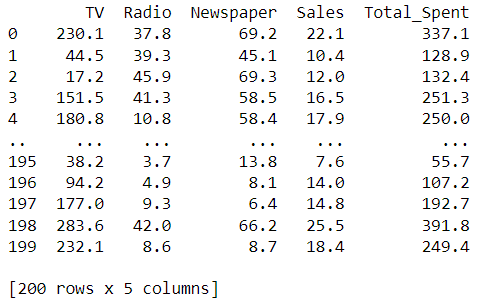 TV Radio Newspaper Sales Total_Spent
0 230.1 37.8 69.2 22.1 337.1
1 44.5 39.3 45.1 10.4 128.9
2 17.2 45.9 69.3 12.0 132.4
3 151.5 41.3 58.5 16.5 251.3
4 180.8 10.8 58.4 17.9 250.0
.. ... ... ... ... ...
195 38.2 3.7 13.8 7.6 55.7
196 94.2 4.9 8.1 14.0 107.2
197 177.0 9.3 6.4 14.8 192.7
198 283.6 42.0 66.2 25.5 391.8
199 232.1 8.6 8.7 18.4 249.4
[200 rows x 5 columns]